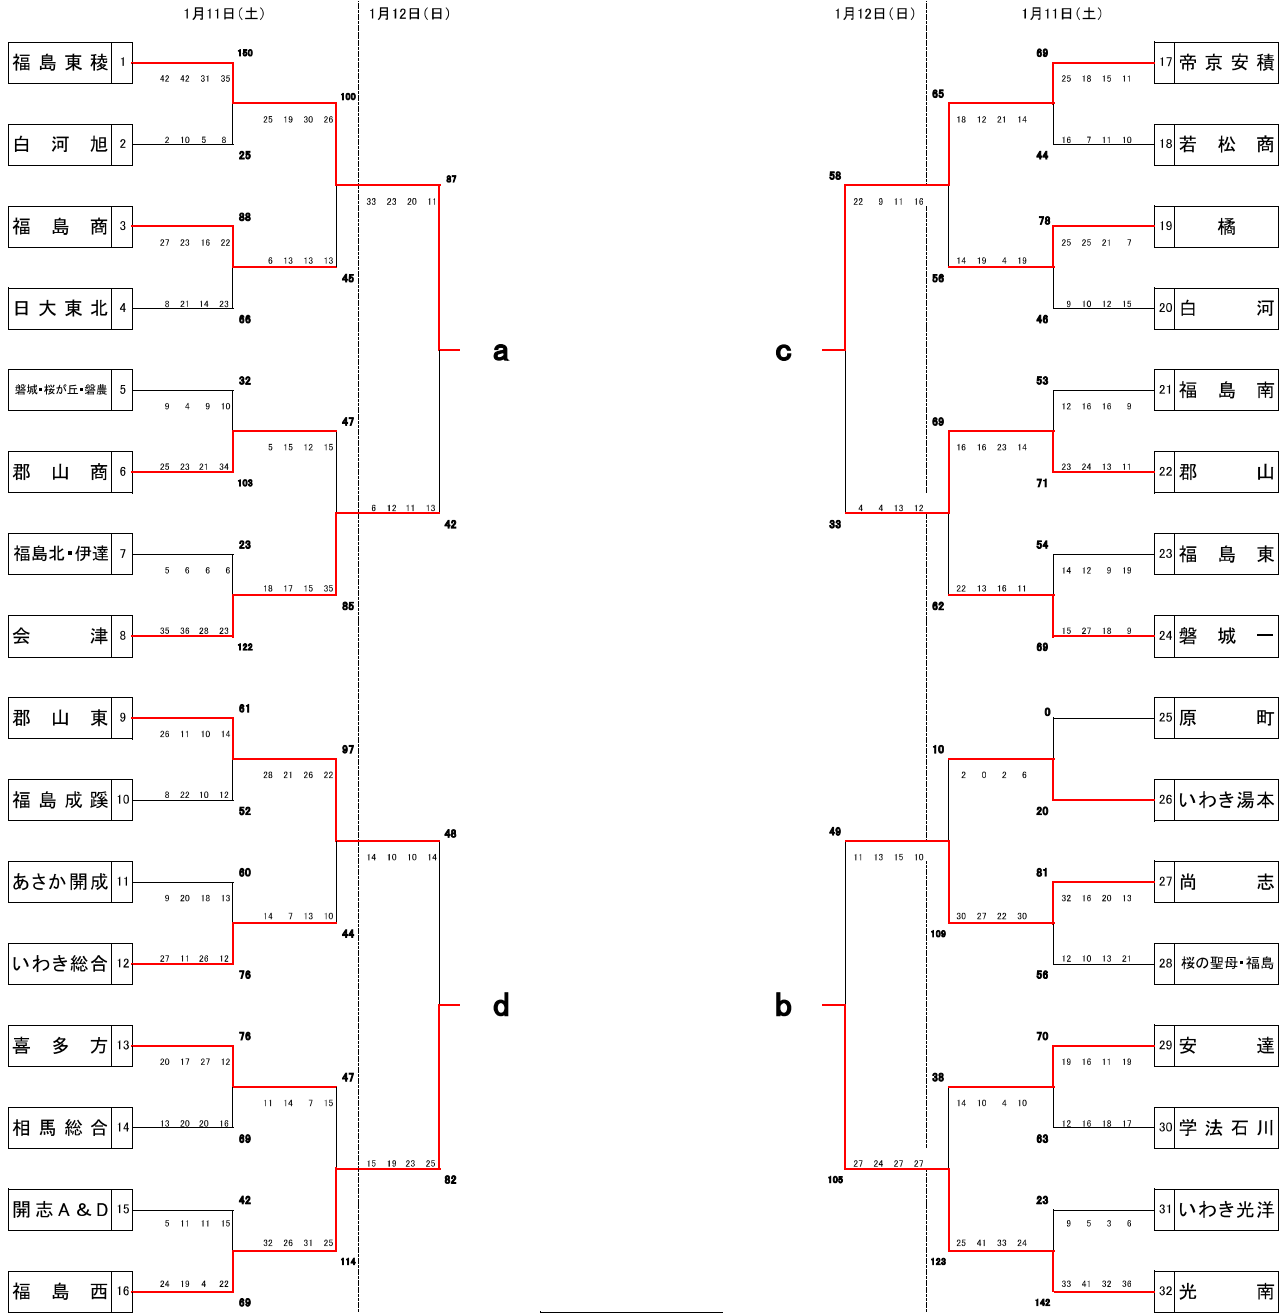 1月11日(土) 1月12日(日) 1月12日(日) 1月11日(土)
福島東稜 1
150
42 42 31 35
100
25 19 30 26
白河旭 2
2 10 5 8
25
87
33 23 20 11
福島商 3
88
27 23 16 22
6 13 13 13
45
日大東北 4
8 21 14 23
66
a
磐城・桜が丘・磐農 5
32
9 4 9 10
47
5 15 12 15
郡山商 6
25 23 21 34
103
6 12 11 13
42
福島北・伊達 7
23
5 6 6 6
18 17 15 35
85
会津 8
35 36 28 23
122
郡山東 9
61
26 11 10 14
97
28 21 26 22
福島成蹊 10
8 22 10 12
52
48
14 10 10 14
あさか開成 11
60
9 20 18 13
14 7 13 10
44
いわき総合 12
27 11 26 12
76
d
喜多方 13
76
20 17 27 12
47
11 14 7 15
相馬総合 14
13 20 20 16
69
15 19 23 25
82
開志A&D 15
42
5 11 11 15
32 26 31 25
114
福島西 16
24 19 4 22
69
69
17 帝京安積
25 18 15 11
65
18 12 21 14
18 若松商
16 7 11 10
44
58
22 9 11 16
78
19 橘
25 25 21 7
14 19 4 19
56
20 白河
9 10 12 15
46
c
53
21 福島南
12 16 16 9
69
16 16 23 14
22 郡山
23 24 13 11
71
4 4 13 12
33
54
23 福島東
14 12 9 19
22 13 16 11
62
24 磐城一
15 27 18 9
69
0
25 原町
10
2 0 2 6
26 いわき湯本
20
49
11 13 15 10
81
27 尚志
32 16 20 13
30 27 22 30
109
28 桜の聖母・福島
12 10 13 21
56
b
70
29 安達
19 16 11 19
38
14 10 4 10
30 学法石川
12 16 18 17
63
27 24 27 27
105
23
31 いわき光洋
9 5 3 6
25 41 33 24
123
32 光南
33 41 32 36
142